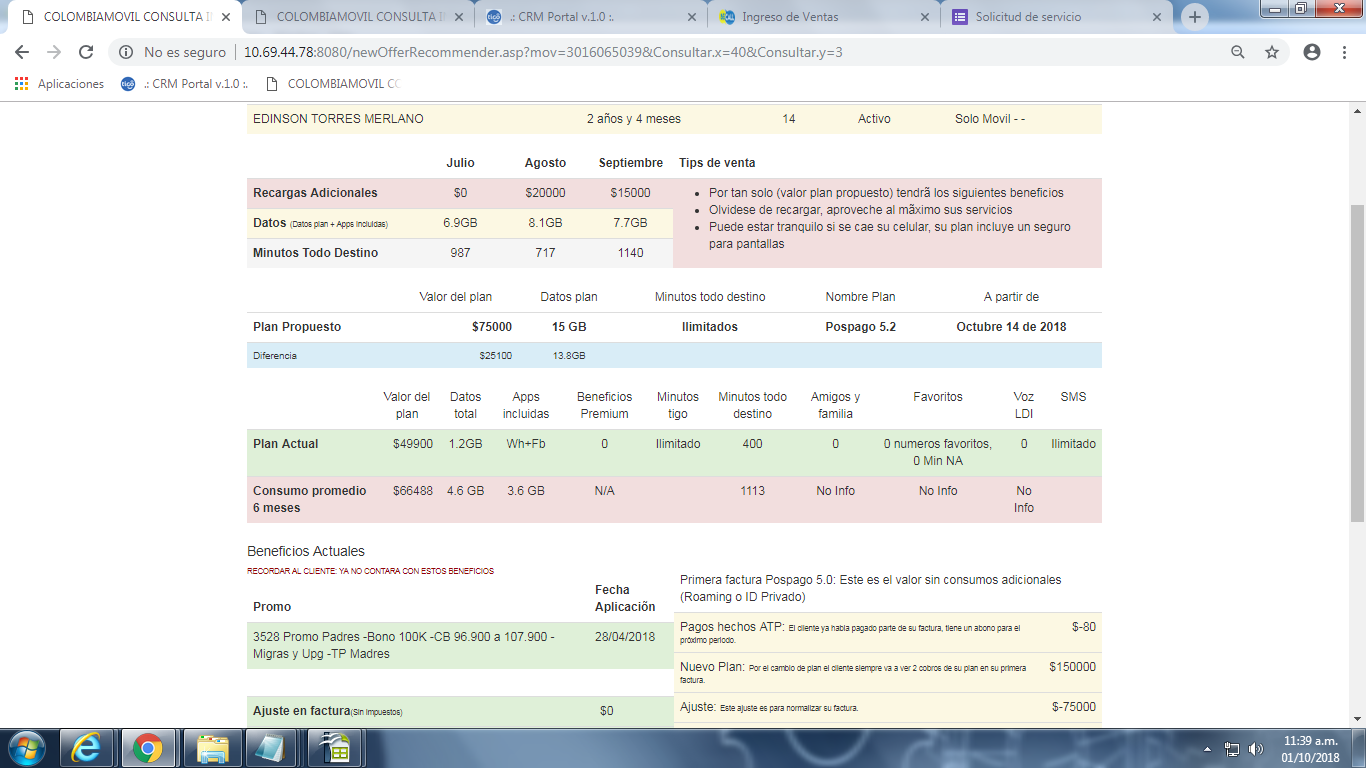 COLOMBIAMOVIL CONSULTA I
COLOMBIAMOVIL CONSULTA I
.: CRM Portal v.1.0 :.
Ingreso de Ventas
Solicitud de servicio
No es seguro
10.69.44.78:8080/newOfferRecommender.asp?mov=3016065039&Consultar.x=40&Consultar.y=3
Aplicaciones
tigo
.: CRM Portal v.1.0 :.
COLOMBIAMOVIL CO
EDINSON TORRES MERLANO 2 años y 4 meses 14 Activo Solo Movil - -
Julio Agosto Septiembre Tips de venta
Recargas Adicionales $0 $20000 $15000
Datos (Datos plan + Apps incluidas) 6.9GB 8.1GB 7.7GB
Minutos Todo Destino 987 717 1140
Por tan solo (valor plan propuesto) tendrã los siguientes beneficios
Olvidese de recargar, aproveche al mãximo sus servicios
Puede estar tranquilo si se cae su celular, su plan incluye un seguro
para pantallas
Valor del plan Datos plan Minutos todo destino Nombre Plan A partir de
Plan Propuesto $75000 15 GB Ilimitados Pospago 5.2 Octubre 14 de 2018
Diferencia $25100 13.8GB
Valor del plan Datos total Apps incluidas Beneficios Premium Minutos tigo Minutos todo destino Amigos y familia Favoritos Voz LDI SMS
Plan Actual $49900 1.2GB Wh+Fb 0 Ilimitado 400 0 0 numeros favoritos, 0 Min NA 0 Ilimitado
Consumo promedio 6 meses $66488 4.6 GB 3.6 GB N/A 1113 No Info No Info No Info
Beneficios Actuales
RECORDAR AL CLIENTE: YA NO CONTARA CON ESTOS BENEFICIOS
Promo Fecha Aplicaciõn
3528 Promo Padres -Bono 100K -CB 96.900 a 107.900 - 28/04/2018
Migras y Upg -TP Madres
Ajuste en factura(Sin impuestos) $0
Primera factura Pospago 5.0: Este es el valor sin consumos adicionales
(Roaming o ID Privado)
Pagos hechos ATP: El cliente ya habia pagado parte de su factura, tiene un abono para el $-80
próximo periodo.
Nuevo Plan: Por el cambio de plan el cliente siempre va a ver 2 cobros de su plan en su primera $150000
factura.
Ajuste: Este ajuste es para normalizar su factura. $-75000
11:39 a.m.
01/10/2018